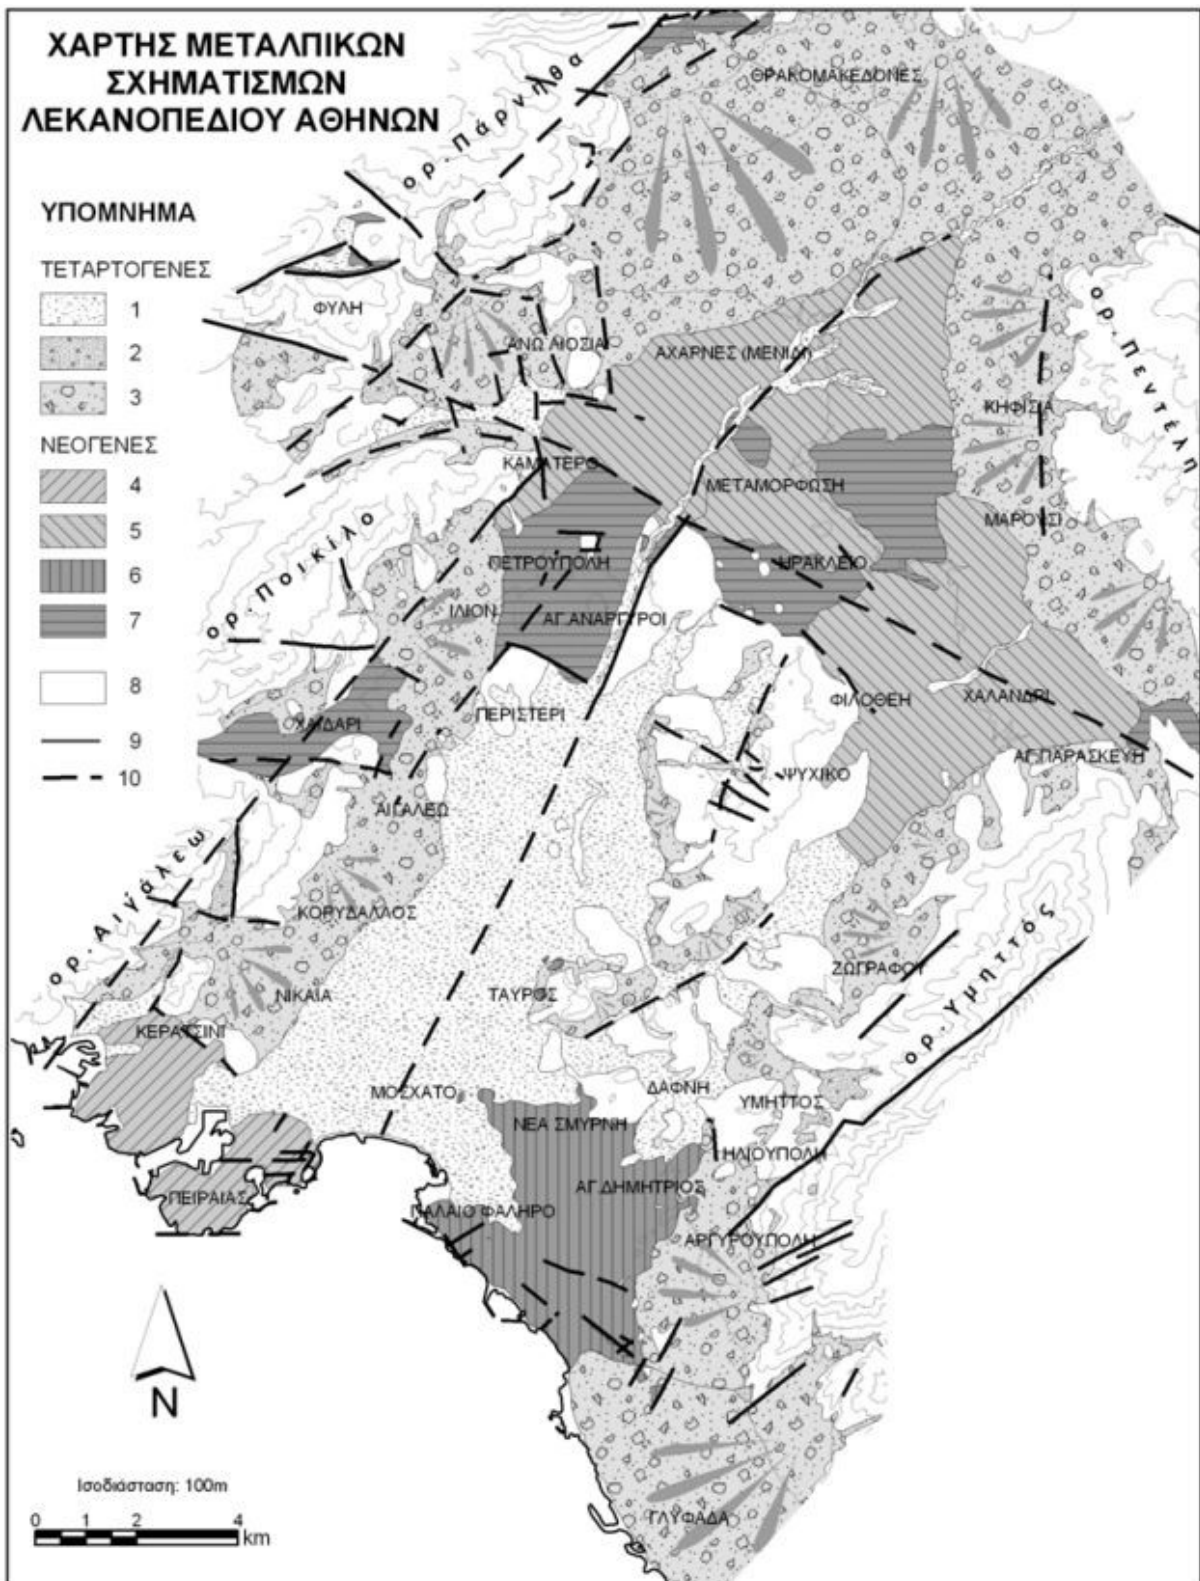 ΧΑΡΤΗΣ ΜΕΤΑΛΠΙΚΩΝ
ΣΧΗΜΑΤΙΣΜΩΝ
ΛΕΚΑΝΟΠΕΔΙΟΥ ΑΘΗΝΩΝ
ΥΠΟΜΝΗΜΑ
ΤΕΤΑΡΤΟΓΕΝΕΣ
1
2
3
ΝΕΟΓΕΝΕΣ
4
5
6
7
8
9
10
ορ. Πάρνηθα
ΘΡΑΚΟΜΑΚΕΔΟΝΕΣ
ΦΥΛΗ
ΑΝΩ ΛΙΟΣΙΑ
ΑΧΑΡΝΕΣ (ΜΕΝΙΔΙ)
ορ. Πεντέλη
ΚΗΦΙΣΙΑ
ΚΑΜΑΤΕΡΟ
ΜΕΤΑΜΟΡΦΩΣΗ
ΜΑΡΟΥΣΙ
ορ. Ποικίλο
ΠΕΤΡΟΥΠΟΛΗ
ΗΡΑΚΛΕΙΟ
ΙΛΙΟΝ
ΑΓ.ΑΝΑΡΓΥΡΟΙ
ΦΙΛΟΘΕΗ
ΧΑΛΑΝΔΡΙ
ΠΕΡΙΣΤΕΡΙ
ΧΑΪΔΑΡΙ
ΑΓ.ΠΑΡΑΣΚΕΥΗ
ΨΥΧΙΚΟ
ΑΙΓΑΛΕΩ
ορ. Αιγάλεω
ΚΟΡΥΔΑΛΛΟΣ
ΖΩΓΡΑΦΟΥ
ορ. Υμηττός
ΝΙΚΑΙΑ
ΤΑΥΡΟΣ
ΚΕΡΑΤΣΙΝΙ
ΜΟΣΧΑΤΟ
ΔΑΦΝΗ
ΥΜΗΤΤΟΣ
ΝΕΑ ΣΜΥΡΝΗ
ΗΛΙΟΥΠΟΛΗ
ΑΓ.ΔΗΜΗΤΡΙΟΣ
ΠΕΙΡΑΙΑΣ
ΠΑΛΑΙΟ ΦΑΛΗΡΟ
ΑΡΓΥΡΟΥΠΟΛΗ
ΓΛΥΦΑΔΑ
N
Ισοδιάσταση: 100m
0 1 2 4
km